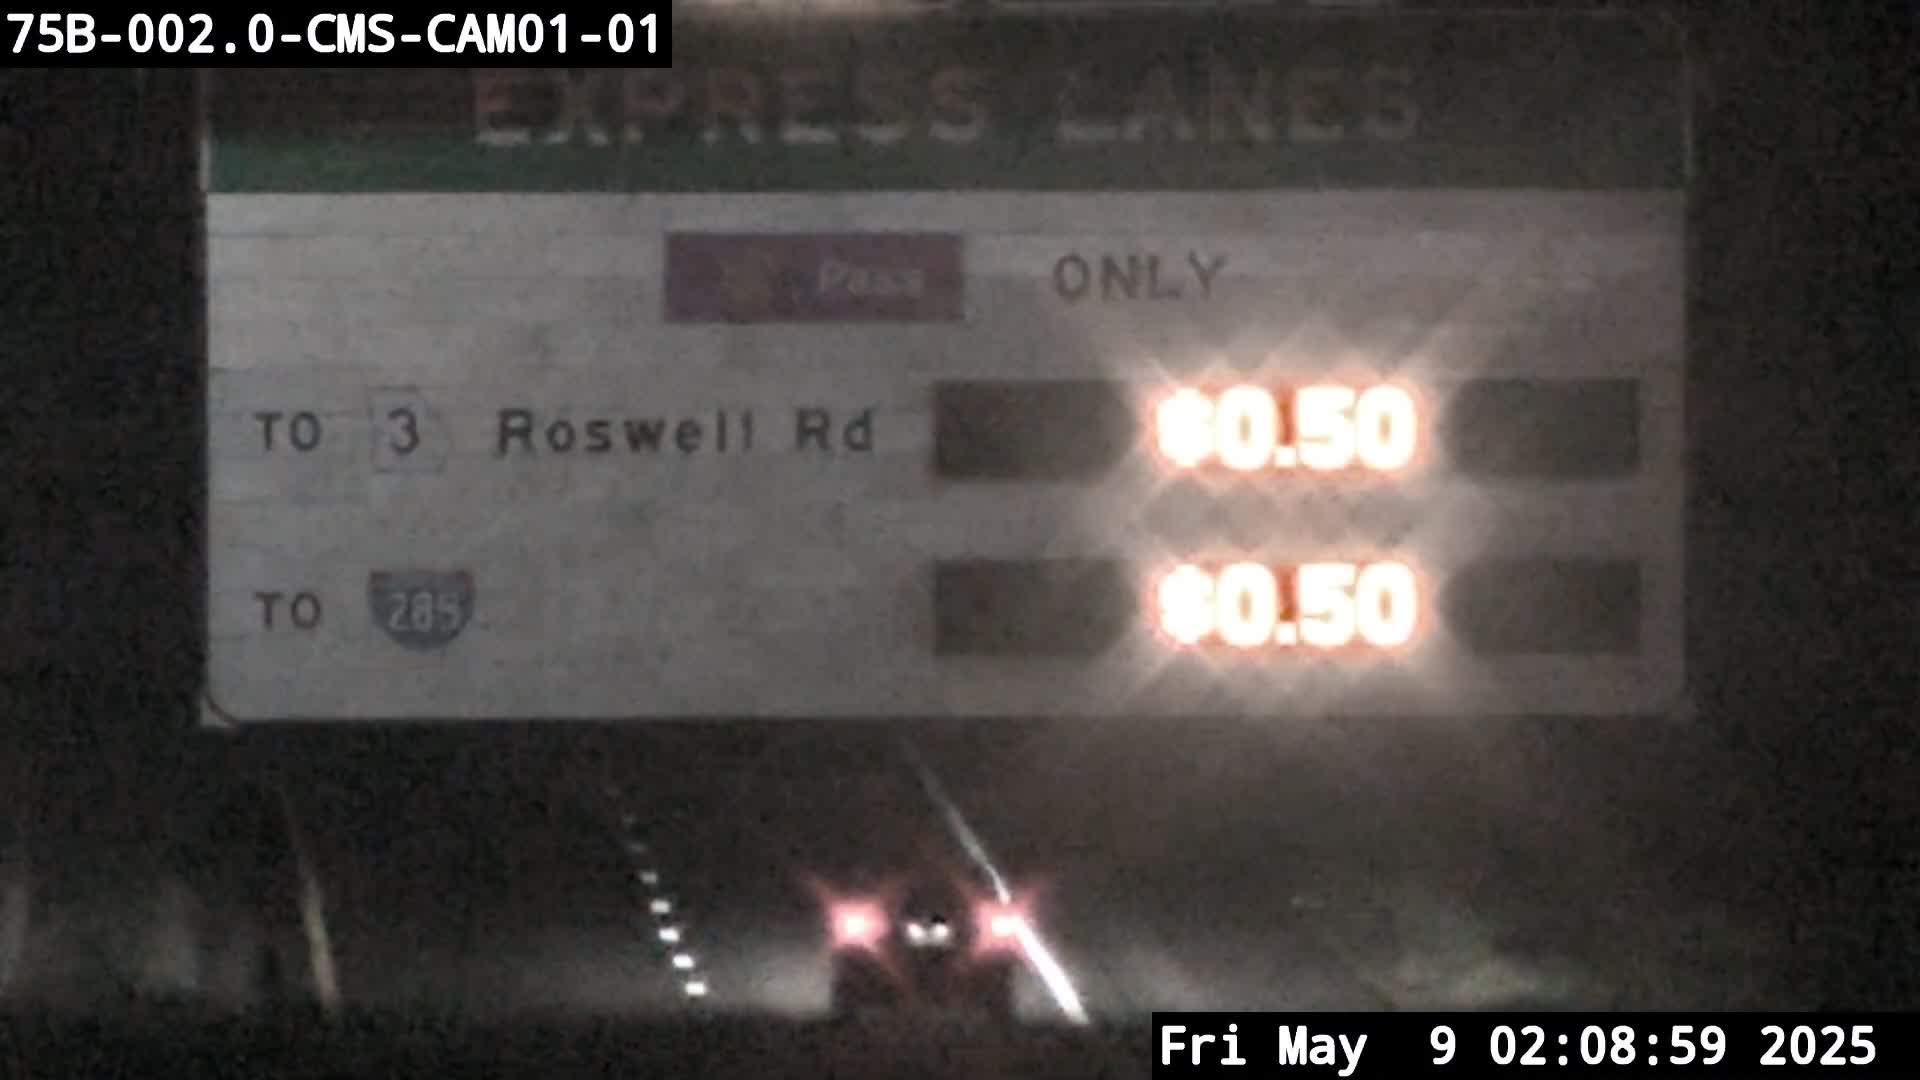 75B-002.0-CMS-CAM01-01
EXPRESS LANES
Pass ONLY
TO 3 Roswell Rd $0.50
TO 285 $0.50
Fri May 9 02:08:59 2025